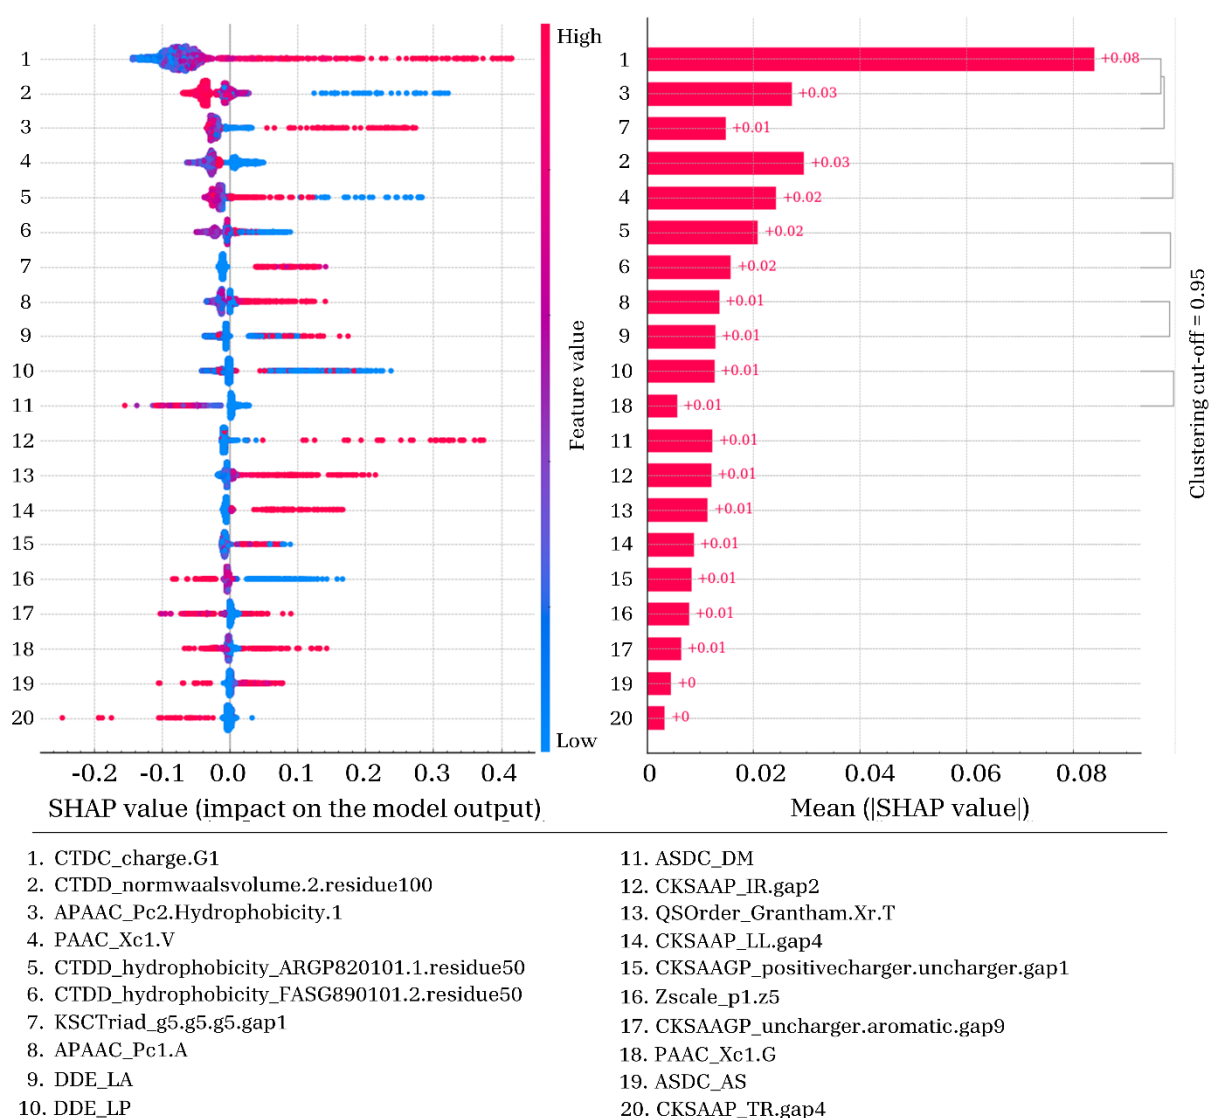 High
1
2
3
4
5
6
7
8
9
10
11
12
13
14
15
16
17
18
19
20
Low
Feature value
-0.2 -0.1 0.0 0.1 0.2 0.3 0.4
SHAP value (impact on the model output)
1 +0.08
3 +0.03
7 +0.01
2 +0.03
4 +0.02
5 +0.02
6 +0.02
8 +0.01
9 +0.01
10 +0.01
18 +0.01
11 +0.01
12 +0.01
13 +0.01
14 +0.01
15 +0.01
16 +0.01
17 +0.01
19 +0
20 +0
0 0.02 0.04 0.06 0.08
Mean (|SHAP value|)
Clustering cut-off = 0.95
1. CTDC_charge.G1
2. CTDD_normwaalsvolume.2.residue100
3. APAAC_Pc2.Hydrophobicity.1
4. PAAC_Xc1.V
5. CTDD_hydrophobicity_ARGP820101.1.residue50
6. CTDD_hydrophobicity_FASG890101.2.residue50
7. KSCTriad_g5.g5.g5.gap1
8. APAAC_Pc1.A
9. DDE_LA
10. DDE_LP
11. ASDC_DM
12. CKSAAP_IR.gap2
13. QSOrder_Grantham.Xr.T
14. CKSAAP_LL.gap4
15. CKSAAGP_positivecharger.uncharger.gap1
16. Zscale_p1.z5
17. CKSAAGP_uncharger.aromatic.gap9
18. PAAC_Xc1.G
19. ASDC_AS
20. CKSAAP_TR.gap4